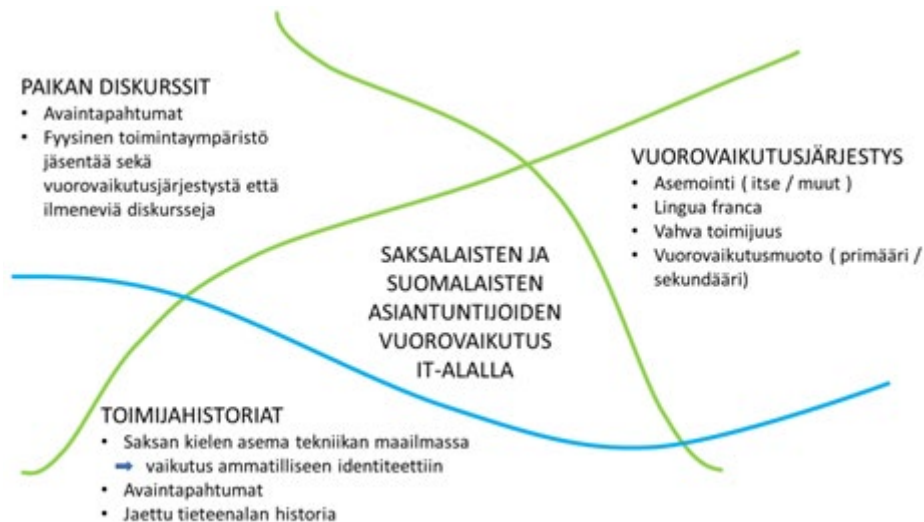 PAIKAN DISKURSSIT
• Avaintapahtumat
• Fyysinen toimintaympäristö
jäsentää sekä
vuorovaikutusjärjestystä että
ilmeneviä diskursseja
VUOROVAIKUTUSJÄRJESTYS
• Asemointi ( itse / muut )
• Lingua franca
• Vahva toimijuus
• Vuorovaikutusmuoto ( primääri /
sekundääri)
SAKSALAISTEN JA
SUOMALAISTEN
ASIANTUNTIJOIDEN
VUOROVAIKUTUS
IT-ALALLA
TOIMIJAHISTORIAT
• Saksan kielen asema tekniikan maailmassa
➡ vaikutus ammatilliseen identiteettiin
• Avaintapahtumat
• Jaettu tieteenalan historia